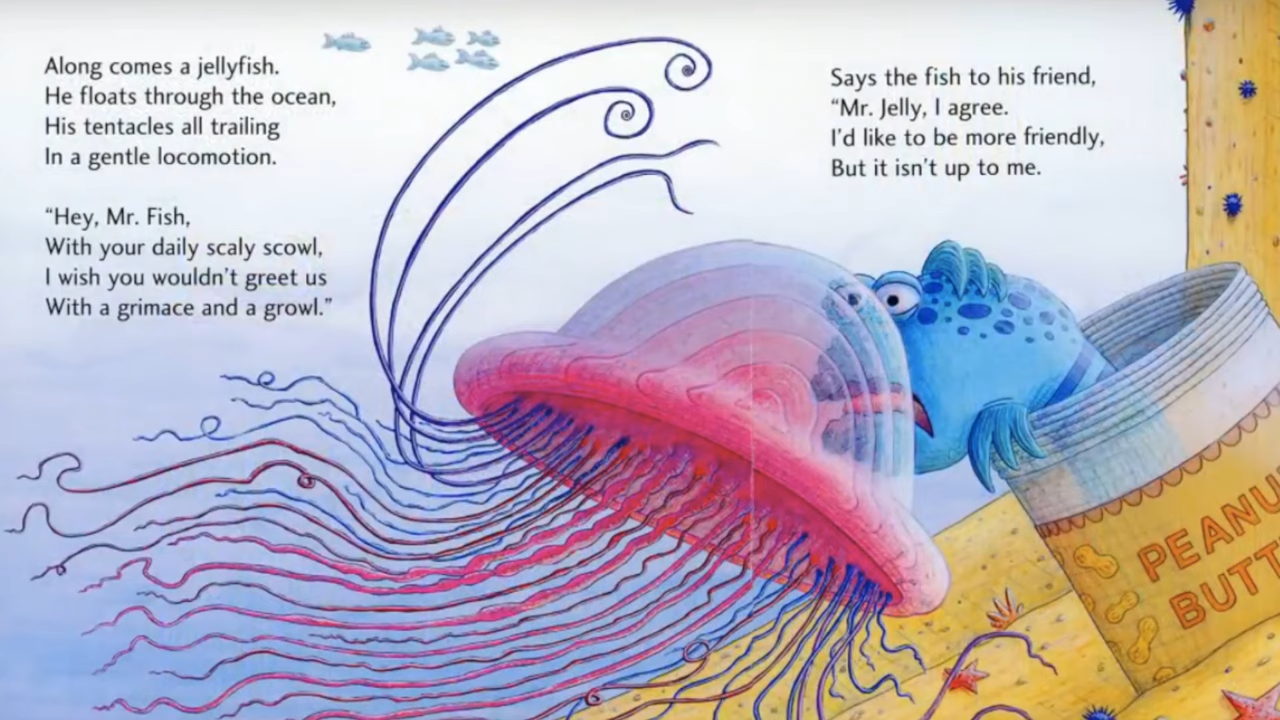 Along comes a jellyfish.
He floats through the ocean,
His tentacles all trailing
In a gentle locomotion.
“Hey, Mr. Fish,
With your daily scaly scowl,
I wish you wouldn’t greet us
With a grimace and a growl.”
Says the fish to his friend,
“Mr. Jelly, I agree.
I’d like to be more friendly,
But it isn’t up to me.
PEANU
BUTT